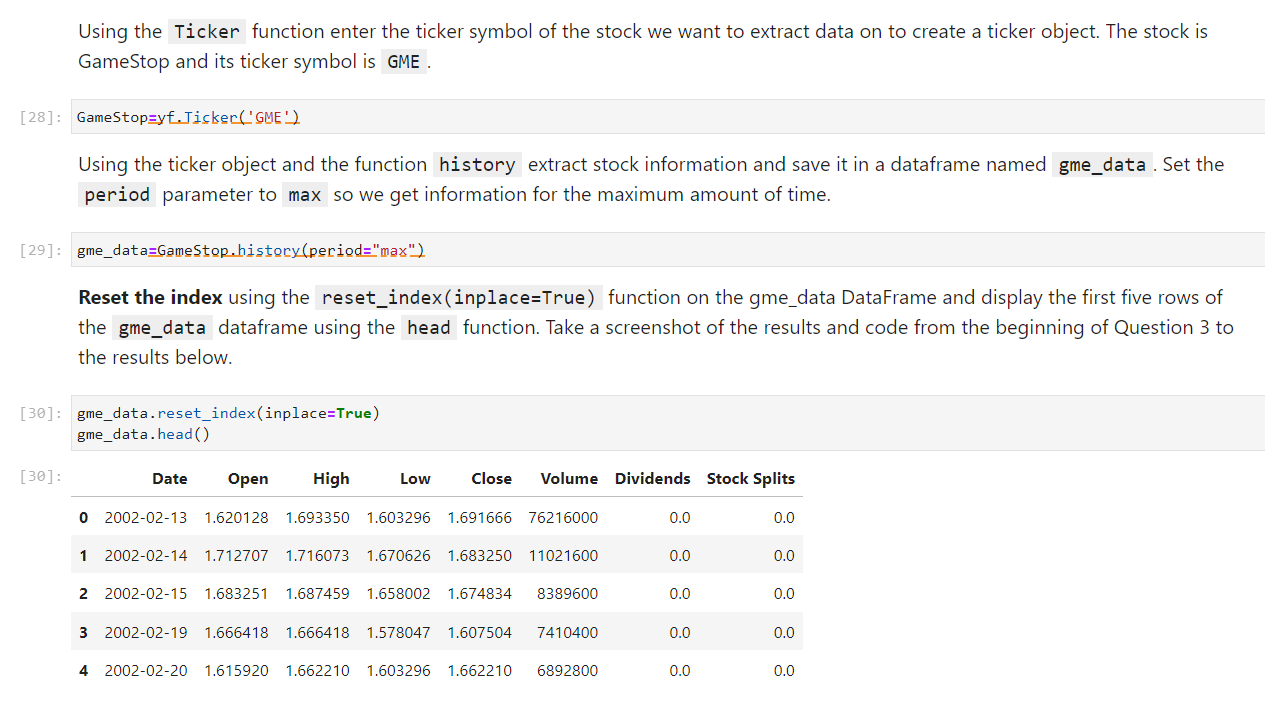 Using the Ticker function enter the ticker symbol of the stock we want to extract data on to create a ticker object. The stock is
GameStop and its ticker symbol is GME .
[28]: GameStop=yf.Ticker('GME')
Using the ticker object and the function history extract stock information and save it in a dataframe named gme_data . Set the
period parameter to max so we get information for the maximum amount of time.
[29]: gme_data=GameStop.history(period="max")
Reset the index using the reset_index(inplace=True) function on the gme_data DataFrame and display the first five rows of
the gme_data dataframe using the head function. Take a screenshot of the results and code from the beginning of Question 3 to
the results below.
[30]: gme_data.reset_index(inplace=True)
gme_data.head()
[30]: Date Open High Low Close Volume Dividends Stock Splits
0 2002-02-13 1.620128 1.693350 1.603296 1.691666 76216000 0.0 0.0
1 2002-02-14 1.712707 1.716073 1.670626 1.683250 11021600 0.0 0.0
2 2002-02-15 1.683251 1.687459 1.658002 1.674834 8389600 0.0 0.0
3 2002-02-19 1.666418 1.666418 1.578047 1.607504 7410400 0.0 0.0
4 2002-02-20 1.615920 1.662210 1.603296 1.662210 6892800 0.0 0.0